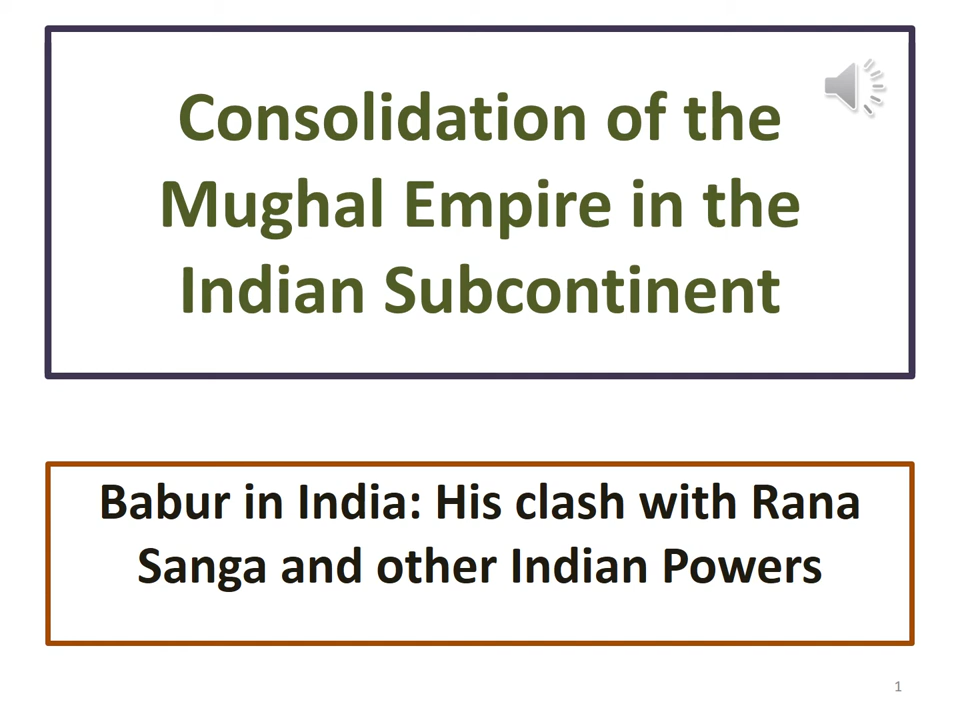 Consolidation of the
Mughal Empire in the
Indian Subcontinent
Babur in India: His clash with Rana
Sanga and other Indian Powers
1